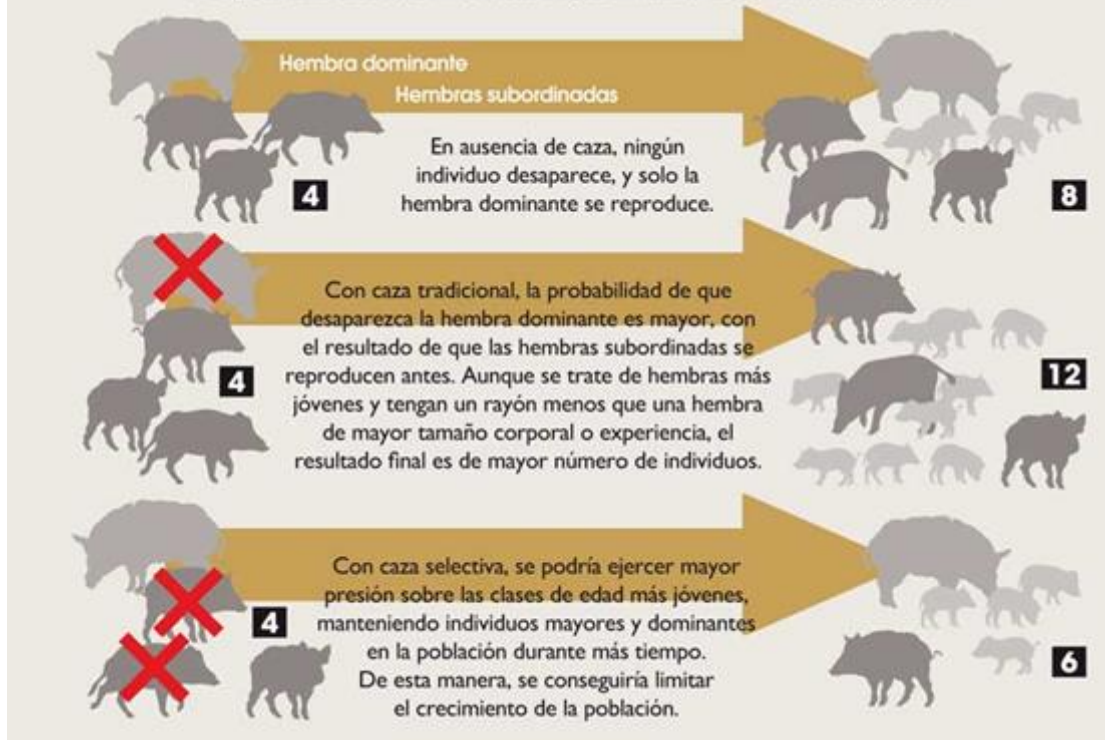 Hembra dominante
Hembras subordinadas
En ausencia de caza, ningún
individuo desaparece, y solo la
hembra dominante se reproduce.
4
8
Con caza tradicional, la probabilidad de que
desaparezca la hembra dominante es mayor, con
el resultado de que las hembras subordinadas se
reproducen antes. Aunque se trate de hembras más
jóvenes y tengan un rayón menos que una hembra
de mayor tamaño corporal o experiencia, el
resultado final es de mayor número de individuos.
4
12
Con caza selectiva, se podría ejercer mayor
presión sobre las clases de edad más jóvenes,
manteniendo individuos mayores y dominantes
en la población durante más tiempo.
De esta manera, se conseguiría limitar
el crecimiento de la población.
4
6